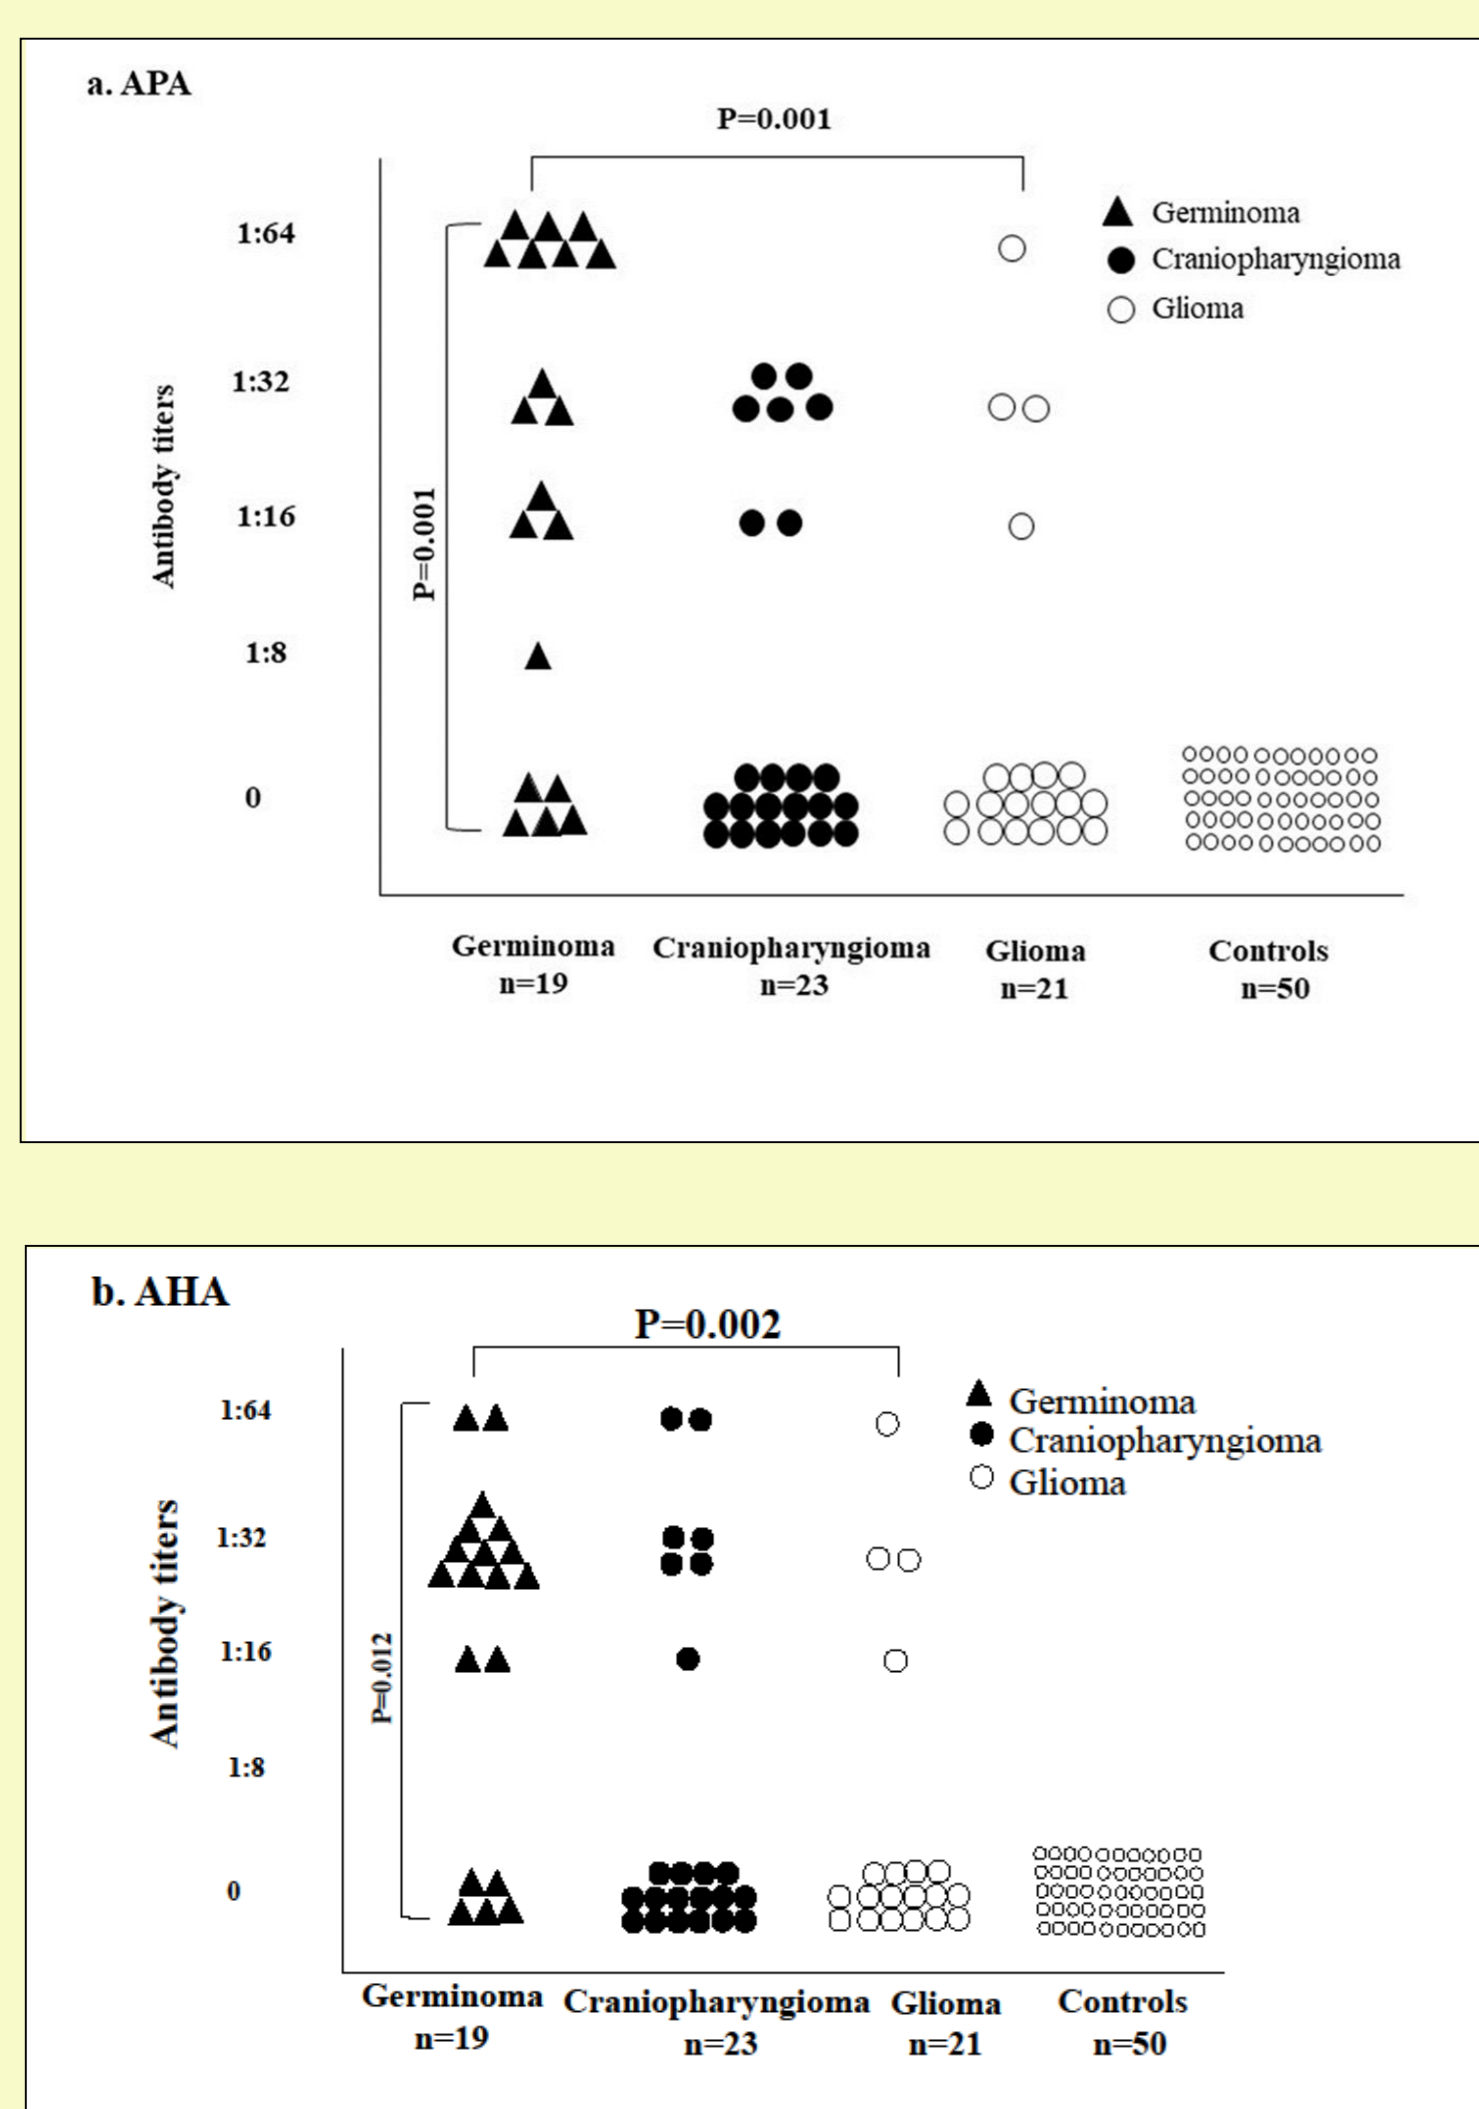 a. APA
P=0.001
1:64
1:32
1:16
1:8
0
Antibody titers
P=0.001
Germinoma
Craniopharyngioma
Glioma
Germinoma Craniopharyngioma Glioma Controls
n=19 n=23 n=21 n=50
b. AHA
P=0.002
1:64
1:32
1:16
1:8
0
Antibody titers
P=0.012
Germinoma
Craniopharyngioma
Glioma
Germinoma Craniopharyngioma Glioma Controls
n=19 n=23 n=21 n=50